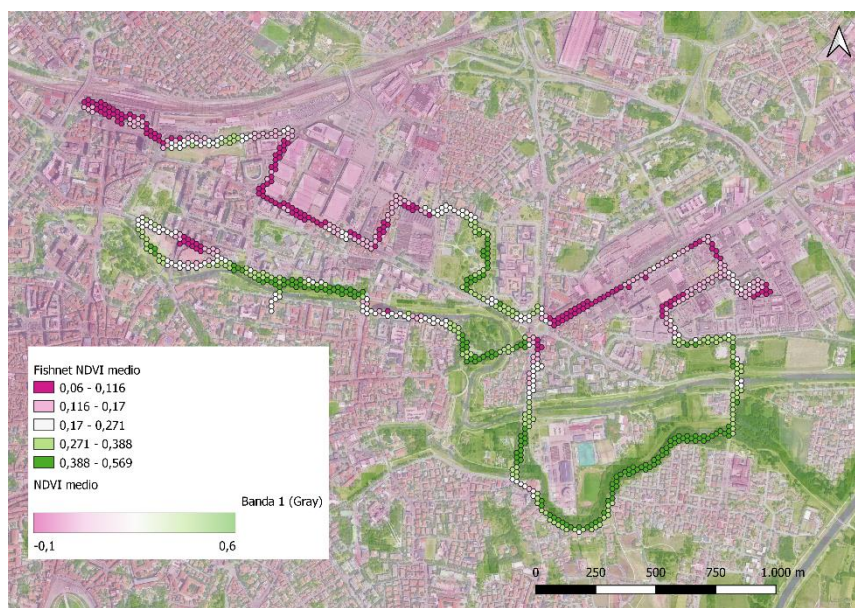 Fishnet NDVI medio
0,06 - 0,116
0,116 - 0,17
0,17 - 0,271
0,271 - 0,388
0,388 - 0,569
NDVI medio
Banda 1 (Gray)
-0,1 0,6
0 250 500 750 1.000 m